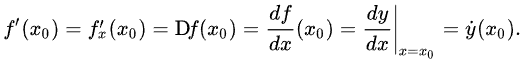 f′(x₀) = f′ₓ(x₀) = Df(x₀) = df/dx (x₀) = dy/dx |ₓ₌ₓ₀ = ẏ(x₀).